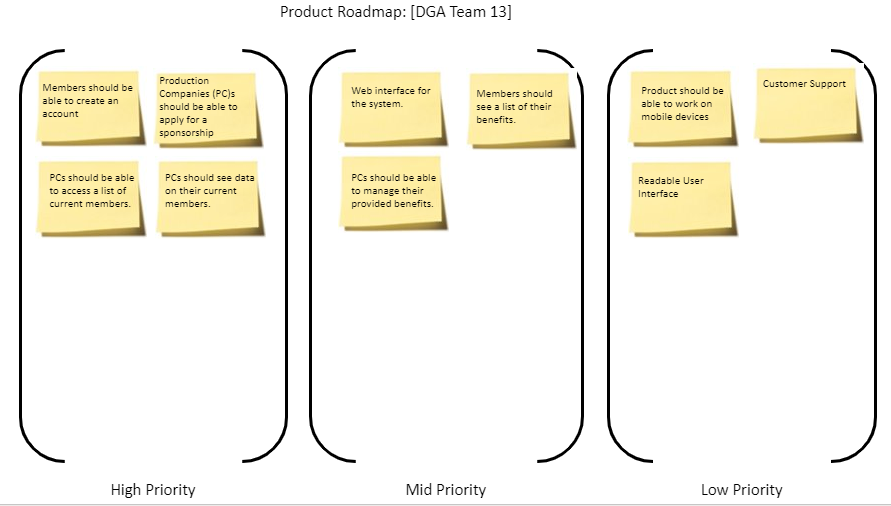 Product Roadmap: [DGA Team 13]
Members should be
able to create an
account
Production
Companies (PC)s
should be able to
apply for a
sponsorship
PCs should be able
to access a list of
current members.
PCs should see data
on their current
members.
High Priority
Web interface for
the system.
Members should
see a list of their
benefits.
PCs should be able
to manage their
provided benefits.
Mid Priority
Product should be
able to work on
mobile devices
Customer Support
Readable User
Interface
Low Priority